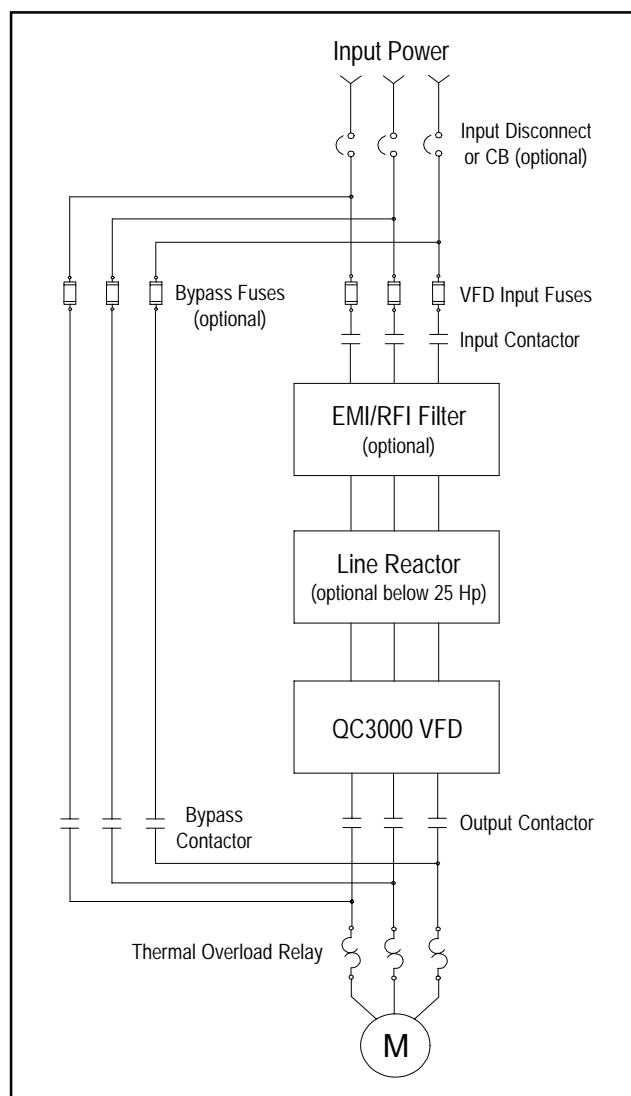 Input Power
Input Disconnect
or CB (optional)
Bypass Fuses
(optional)
VFD Input Fuses
Input Contactor
EMI/RFI Filter
(optional)
Line Reactor
(optional below 25 Hp)
QC3000 VFD
Bypass
Contactor
Output Contactor
Thermal Overload Relay
M